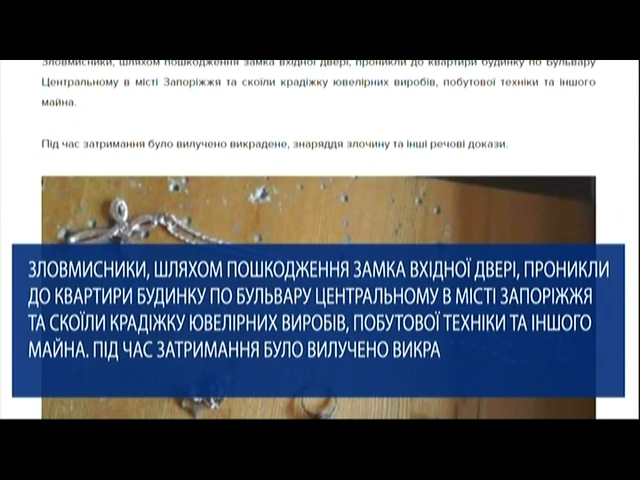 Зловмисники, шляхом пошкодження замка вхідної двері, проникли до квартири будинку по Бульвару
Центральному в місті Запоріжжя та скоїли крадіжку ювелірних виробів, побутової техніки та іншого
майна.
Під час затримання було вилучено викрадене, знаряддя злочину та інші речові докази.
ЗЛОВМИСНИКИ, ШЛЯХОМ ПОШКОДЖЕННЯ ЗАМКА ВХІДНОЇ ДВЕРІ, ПРОНИКЛИ
ДО КВАРТИРИ БУДИНКУ ПО БУЛЬВАРУ ЦЕНТРАЛЬНОМУ В МІСТІ ЗАПОРІЖЖЯ
ТА СКОЇЛИ КРАДІЖКУ ЮВЕЛІРНИХ ВИРОБІВ, ПОБУТОВОЇ ТЕХНІКИ ТА ІНШОГО
МАЙНА. ПІД ЧАС ЗАТРИМАННЯ БУЛО ВИЛУЧЕНО ВИКРА